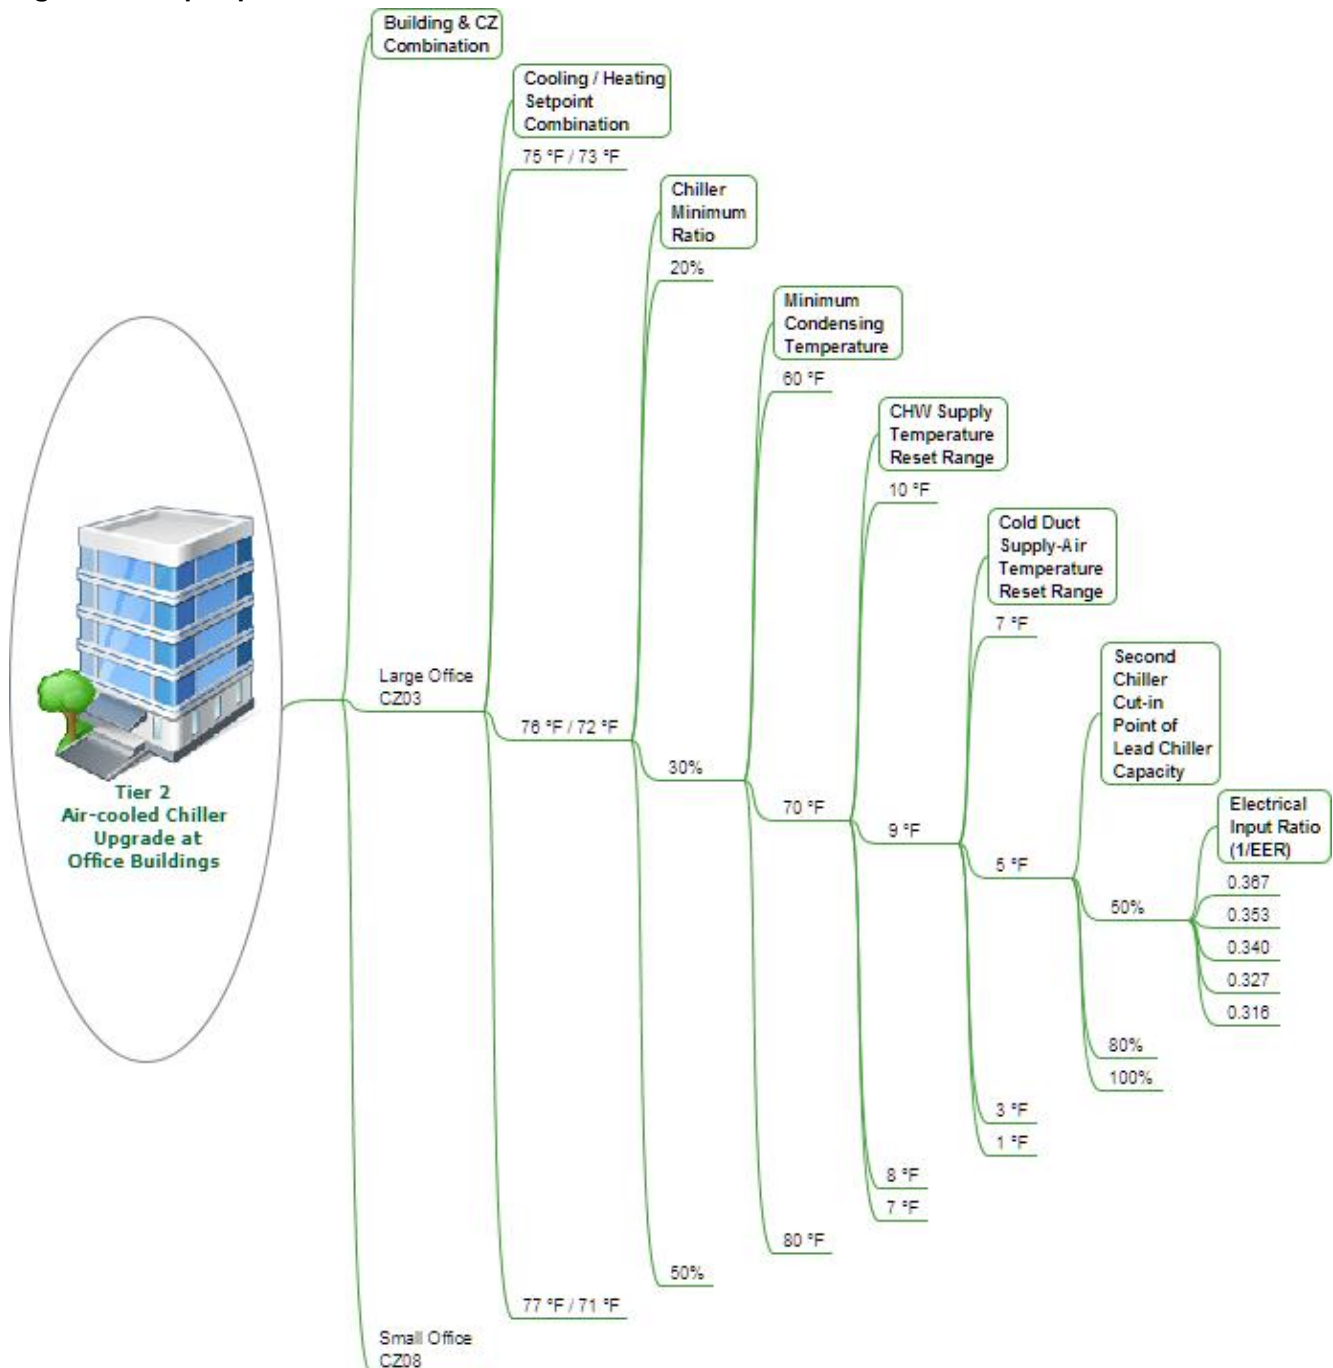 Building & CZ
Combination
Cooling / Heating
Setpoint
Combination
75 °F / 73 °F
Chiller
Minimum
Ratio
20%
Minimum
Condensing
Temperature
60 °F
CHW Supply
Temperature
Reset Range
10 °F
Cold Duct
Supply-Air
Temperature
Reset Range
7 °F
Second
Chiller
Cut-in
Point of
Lead Chiller
Capacity
Large Office
CZ03
76 °F / 72 °F
30%
70 °F
9 °F
5 °F
50%
Electrical
Input Ratio
(1/EER)
0.367
0.353
0.340
0.327
0.316
Tier 2
Air-cooled Chiller
Upgrade at
Office Buildings
80%
100%
3 °F
1 °F
8 °F
7 °F
80 °F
50%
77 °F / 71 °F
Small Office
CZ08